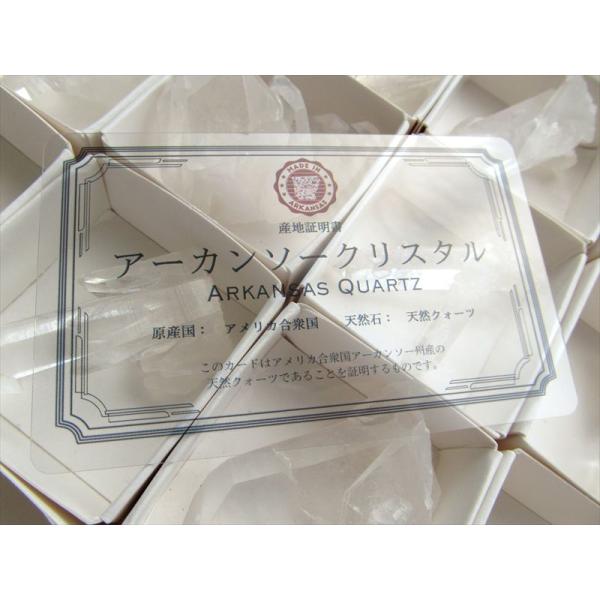 MADE IN
ARKANSAS
産地証明書
アーカンソークリスタル
ARKANSAS QUARTZ
原産国： アメリカ合衆国 天然石： 天然クォーツ
このカードはアメリカ合衆国アーカンソー州産の
天然クォーツであることを証明するものです。